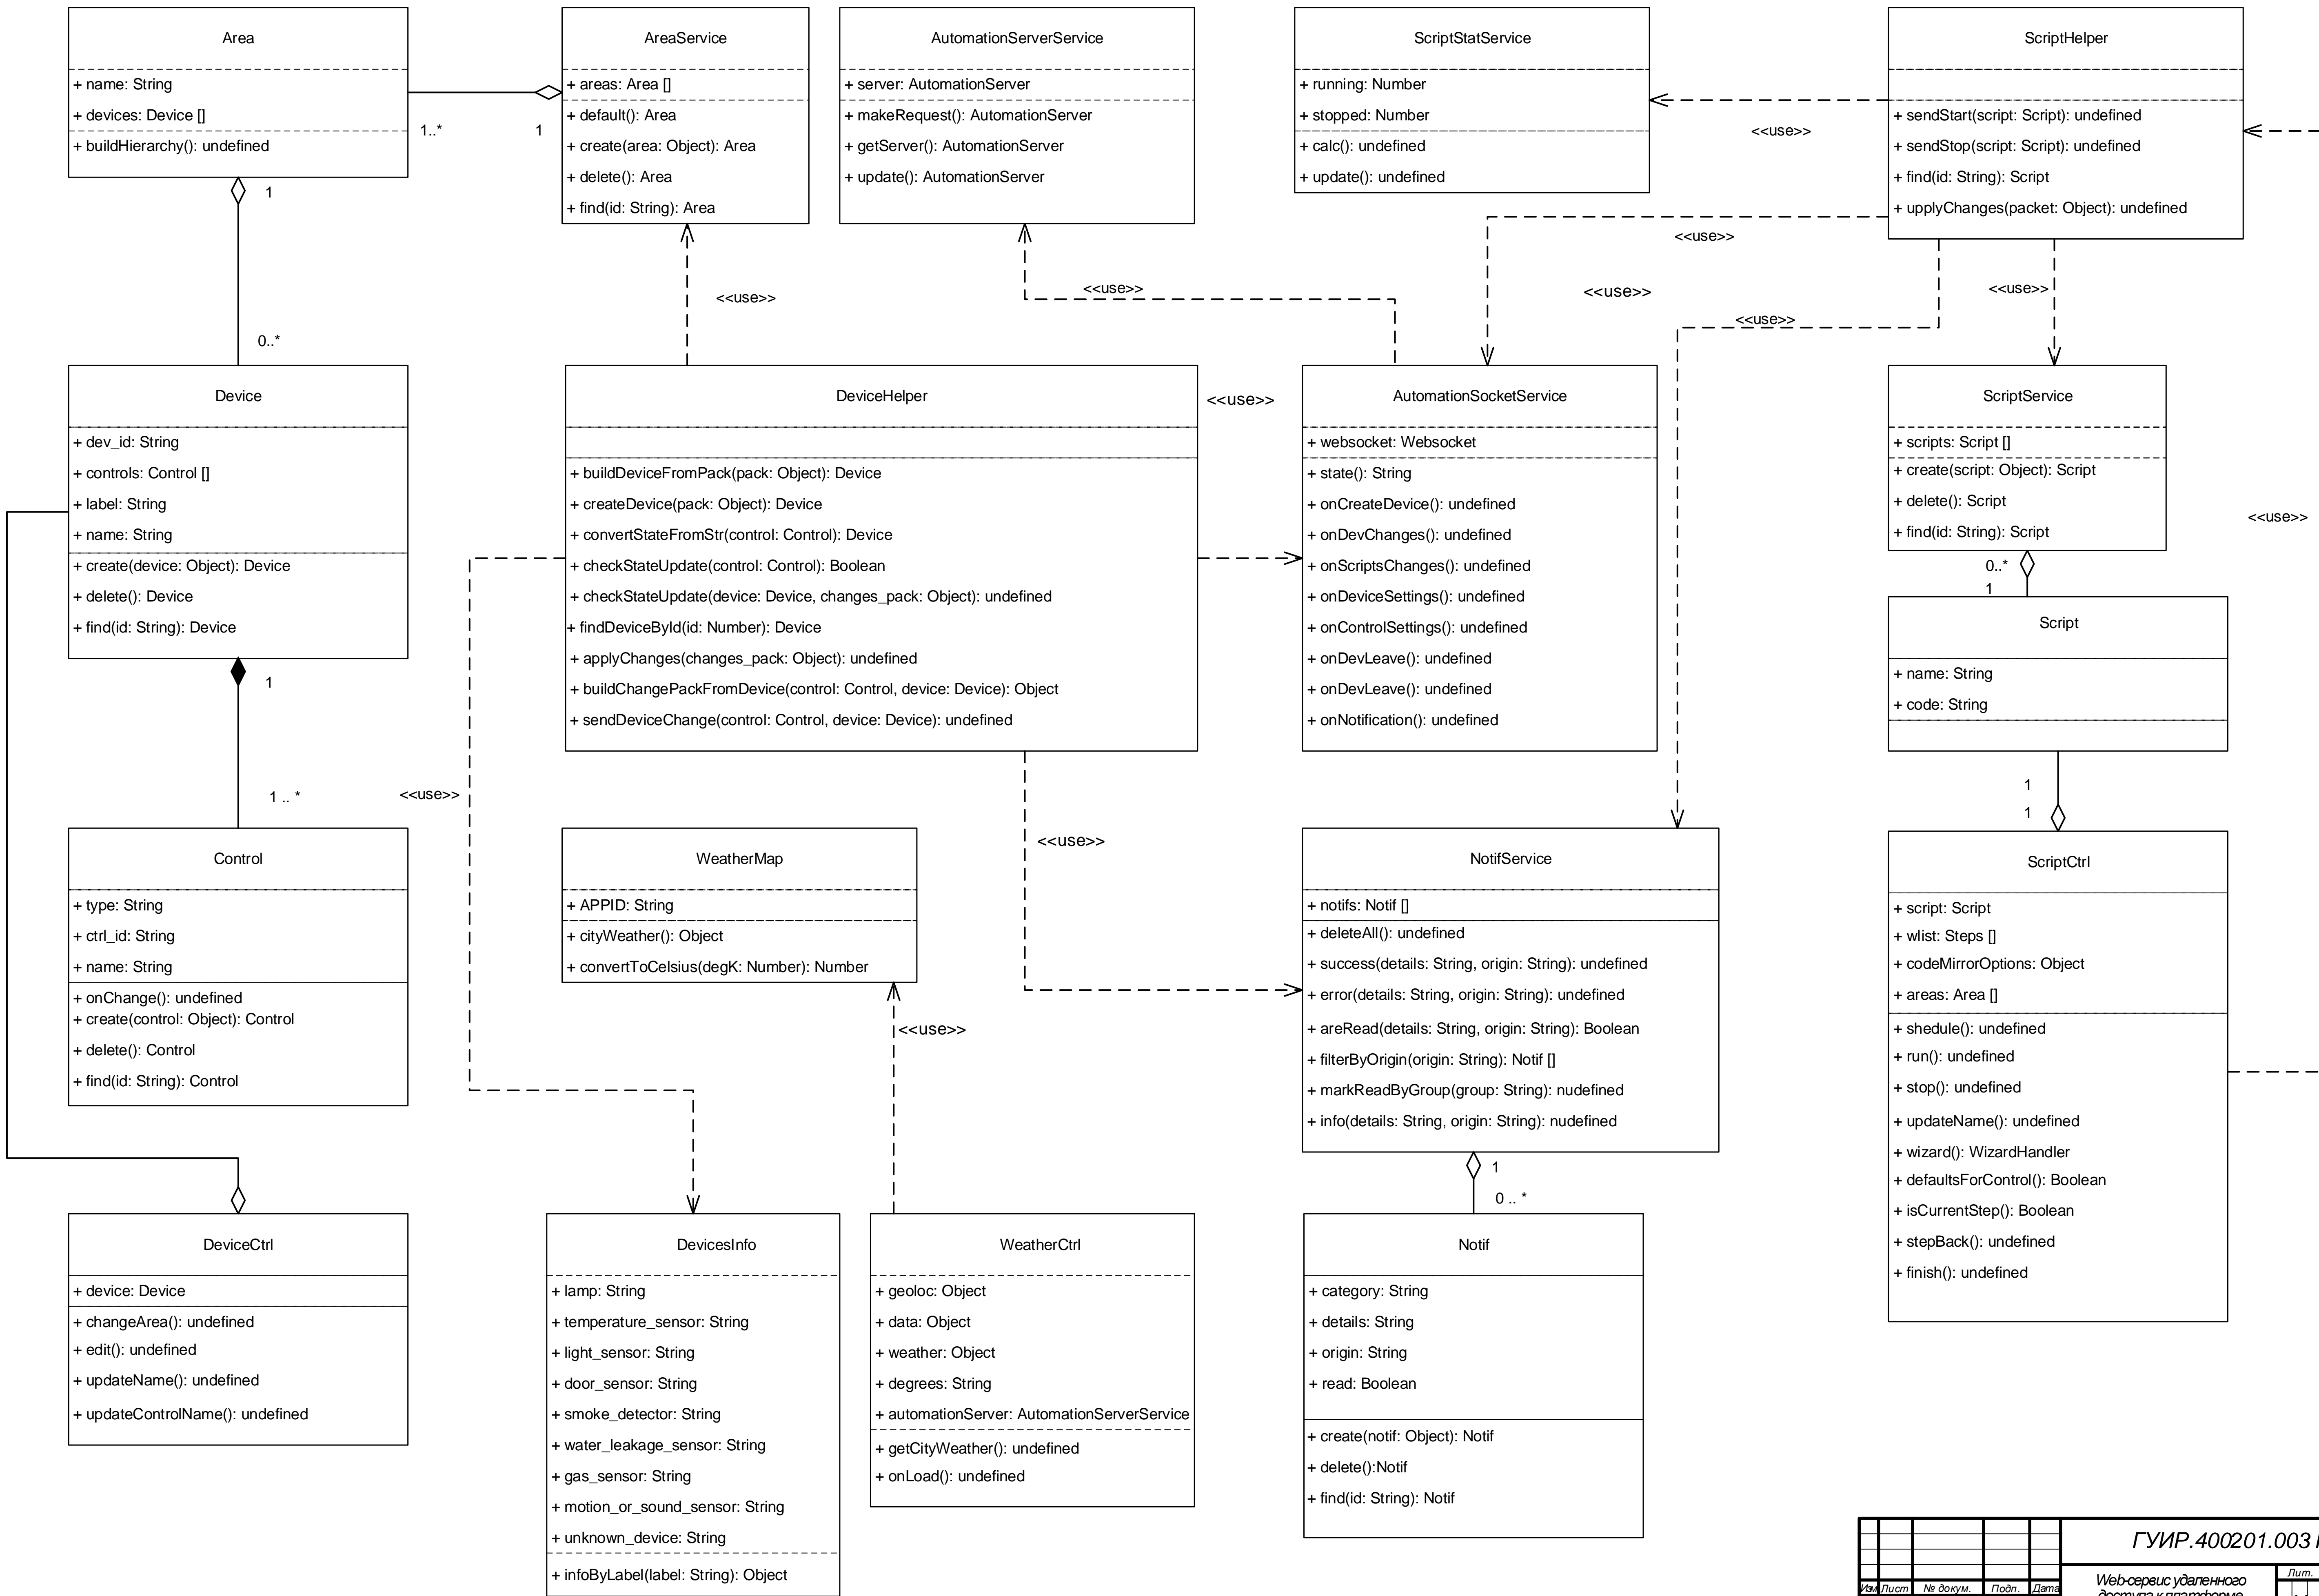 Area
+ name: String
+ devices: Device []
+ buildHierarchy(): undefined
1..*
1
AreaService
+ areas: Area []
+ default(): Area
+ create(area: Object): Area
+ delete(): Area
+ find(id: String): Area
AutomationServerService
+ server: AutomationServer
+ makeRequest(): AutomationServer
+ getServer(): AutomationServer
+ update(): AutomationServer
ScriptStatService
+ running: Number
+ stopped: Number
+ calc(): undefined
+ update(): undefined
<<use>>
ScriptHelper
+ sendStart(script: Script): undefined
+ sendStop(script: Script): undefined
+ find(id: String): Script
+ upplyChanges(packet: Object): undefined
1
0..*
<<use>>
<<use>>
<<use>>
<<use>>
<<use>>
<<use>>
Device
+ dev_id: String
+ controls: Control []
+ label: String
+ name: String
+ create(device: Object): Device
+ delete(): Device
+ find(id: String): Device
DeviceHelper
+ buildDeviceFromPack(pack: Object): Device
+ createDevice(pack: Object): Device
+ convertStateFromStr(control: Control): Device
+ checkStateUpdate(control: Control): Boolean
+ checkStateUpdate(device: Device, changes_pack: Object): undefined
+ findDeviceById(id: Number): Device
+ applyChanges(changes_pack: Object): undefined
+ buildChangePackFromDevice(control: Control, device: Device): Object
+ sendDeviceChange(control: Control, device: Device): undefined
<<use>>
AutomationSocketService
+ websocket: Websocket
+ state(): String
+ onCreateDevice(): undefined
+ onDevChanges(): undefined
+ onScriptsChanges(): undefined
+ onDeviceSettings(): undefined
+ onControlSettings(): undefined
+ onDevLeave(): undefined
+ onDevLeave(): undefined
+ onNotification(): undefined
ScriptService
+ scripts: Script []
+ create(script: Object): Script
+ delete(): Script
+ find(id: String): Script
<<use>>
0..*
1
Script
+ name: String
+ code: String
1
1
1
1 .. *
<<use>>
<<use>>
Control
+ type: String
+ ctrl_id: String
+ name: String
+ onChange(): undefined
+ create(control: Object): Control
+ delete(): Control
+ find(id: String): Control
WeatherMap
+ APPID: String
+ cityWeather(): Object
+ convertToCelsius(degK: Number): Number
<<use>>
NotifService
+ notifs: Notif []
+ deleteAll(): undefined
+ success(details: String, origin: String): undefined
+ error(details: String, origin: String): undefined
+ areRead(details: String, origin: String): Boolean
+ filterByOrigin(origin: String): Notif []
+ markReadByGroup(group: String): nudefined
+ info(details: String, origin: String): nudefined
1
0 .. *
ScriptCtrl
+ script: Script
+ wlist: Steps []
+ codeMirrorOptions: Object
+ areas: Area []
+ shedule(): undefined
+ run(): undefined
+ stop(): undefined
+ updateName(): undefined
+ wizard(): WizardHandler
+ defaultsForControl(): Boolean
+ isCurrentStep(): Boolean
+ stepBack(): undefined
+ finish(): undefined
DeviceCtrl
+ device: Device
+ changeArea(): undefined
+ edit(): undefined
+ updateName(): undefined
+ updateControlName(): undefined
DevicesInfo
+ lamp: String
+ temperature_sensor: String
+ light_sensor: String
+ door_sensor: String
+ smoke_detector: String
+ water_leakage_sensor: String
+ gas_sensor: String
+ motion_or_sound_sensor: String
+ unknown_device: String
+ infoByLabel(label: String): Object
WeatherCtrl
+ geoloc: Object
+ data: Object
+ weather: Object
+ degrees: String
+ automationServer: AutomationServerService
+ getCityWeather(): undefined
+ onLoad(): undefined
Notif
+ category: String
+ details: String
+ origin: String
+ read: Boolean
+ create(notif: Object): Notif
+ delete():Notif
+ find(id: String): Notif
ГУИР.400201.003
Изм Лист № докум. Подп. Дата
Web-сервис удаленного
доступа к платформе
Лит.